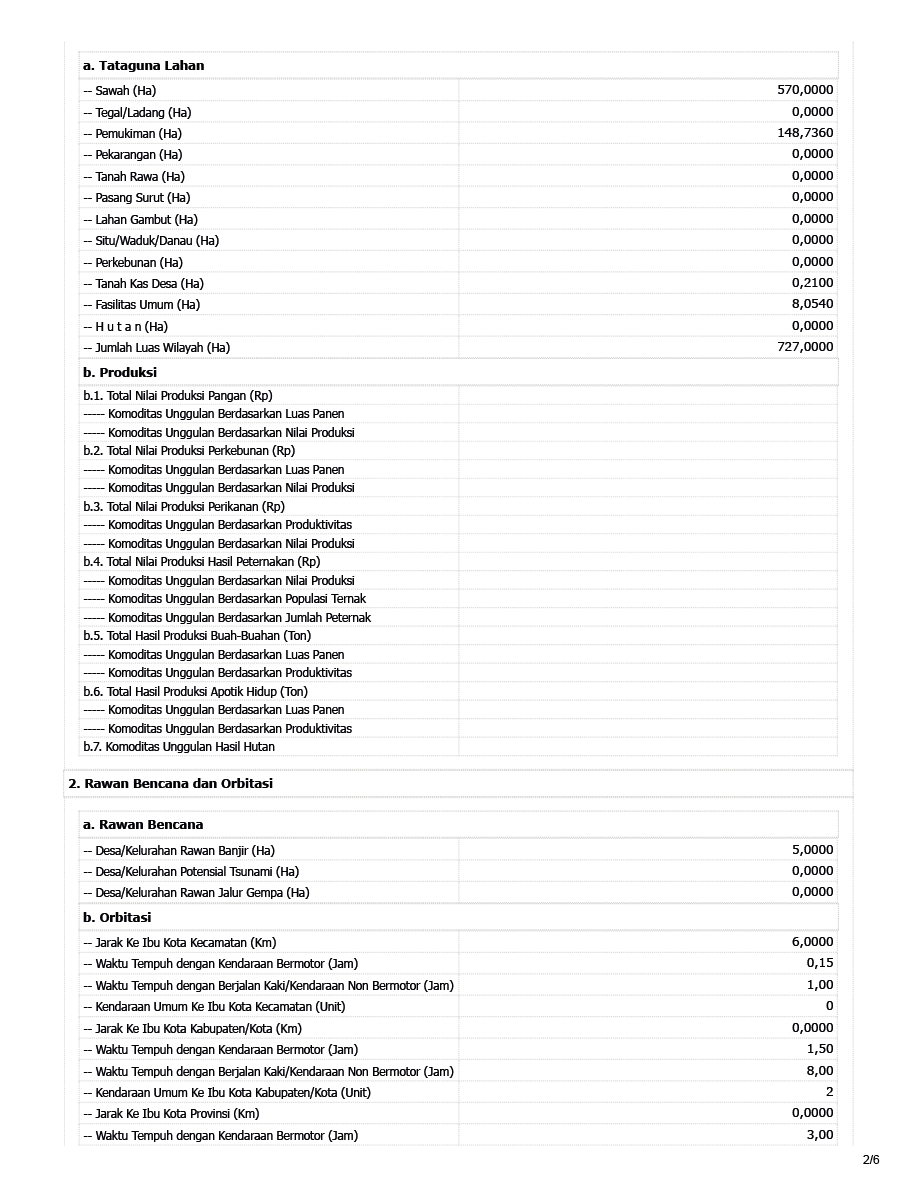 a. Tataguna Lahan
-- Sawah (Ha) 570,0000
-- Tegal/Ladang (Ha) 0,0000
-- Pemukiman (Ha) 148,7360
-- Pekarangan (Ha) 0,0000
-- Tanah Rawa (Ha) 0,0000
-- Pasang Surut (Ha) 0,0000
-- Lahan Gambut (Ha) 0,0000
-- Situ/Waduk/Danau (Ha) 0,0000
-- Perkebunan (Ha) 0,0000
-- Tanah Kas Desa (Ha) 0,2100
-- Fasilitas Umum (Ha) 8,0540
-- H u t a n (Ha) 0,0000
-- Jumlah Luas Wilayah (Ha) 727,0000
b. Produksi
b.1. Total Nilai Produksi Pangan (Rp)
----- Komoditas Unggulan Berdasarkan Luas Panen
----- Komoditas Unggulan Berdasarkan Nilai Produksi
b.2. Total Nilai Produksi Perkebunan (Rp)
----- Komoditas Unggulan Berdasarkan Luas Panen
----- Komoditas Unggulan Berdasarkan Nilai Produksi
b.3. Total Nilai Produksi Perikanan (Rp)
----- Komoditas Unggulan Berdasarkan Produktivitas
----- Komoditas Unggulan Berdasarkan Nilai Produksi
b.4. Total Nilai Produksi Hasil Peternakan (Rp)
----- Komoditas Unggulan Berdasarkan Nilai Produksi
----- Komoditas Unggulan Berdasarkan Populasi Ternak
----- Komoditas Unggulan Berdasarkan Jumlah Peternak
b.5. Total Hasil Produksi Buah-Buahan (Ton)
----- Komoditas Unggulan Berdasarkan Luas Panen
----- Komoditas Unggulan Berdasarkan Produktivitas
b.6. Total Hasil Produksi Apotik Hidup (Ton)
----- Komoditas Unggulan Berdasarkan Luas Panen
----- Komoditas Unggulan Berdasarkan Produktivitas
b.7. Komoditas Unggulan Hasil Hutan
2. Rawan Bencana dan Orbitasi
a. Rawan Bencana
-- Desa/Kelurahan Rawan Banjir (Ha) 5,0000
-- Desa/Kelurahan Potensial Tsunami (Ha) 0,0000
-- Desa/Kelurahan Rawan Jalur Gempa (Ha) 0,0000
b. Orbitasi
-- Jarak Ke Ibu Kota Kecamatan (Km) 6,0000
-- Waktu Tempuh dengan Kendaraan Bermotor (Jam) 0,15
-- Waktu Tempuh dengan Berjalan Kaki/Kendaraan Non Bermotor (Jam) 1,00
-- Kendaraan Umum Ke Ibu Kota Kecamatan (Unit) 0
-- Jarak Ke Ibu Kota Kabupaten/Kota (Km) 0,0000
-- Waktu Tempuh dengan Kendaraan Bermotor (Jam) 1,50
-- Waktu Tempuh dengan Berjalan Kaki/Kendaraan Non Bermotor (Jam) 8,00
-- Kendaraan Umum Ke Ibu Kota Kabupaten/Kota (Unit) 2
-- Jarak Ke Ibu Kota Provinsi (Km) 0,0000
-- Waktu Tempuh dengan Kendaraan Bermotor (Jam) 3,00
2/6